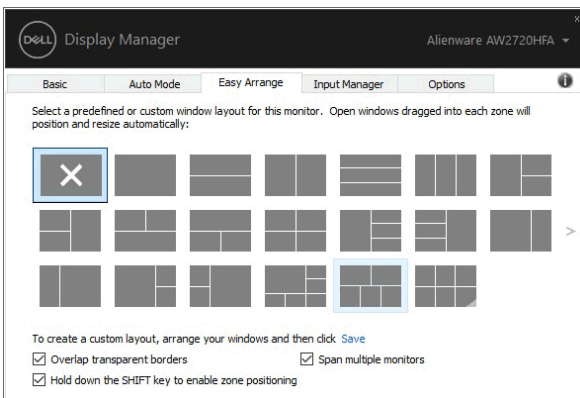 DELL Display Manager Alienware AW2720HFA
Basic Auto Mode Easy Arrange Input Manager Options
Select a predefined or custom window layout for this monitor. Open windows dragged into each zone will
position and resize automatically:
To create a custom layout, arrange your windows and then click Save
Overlap transparent borders Span multiple monitors
Hold down the SHIFT key to enable zone positioning